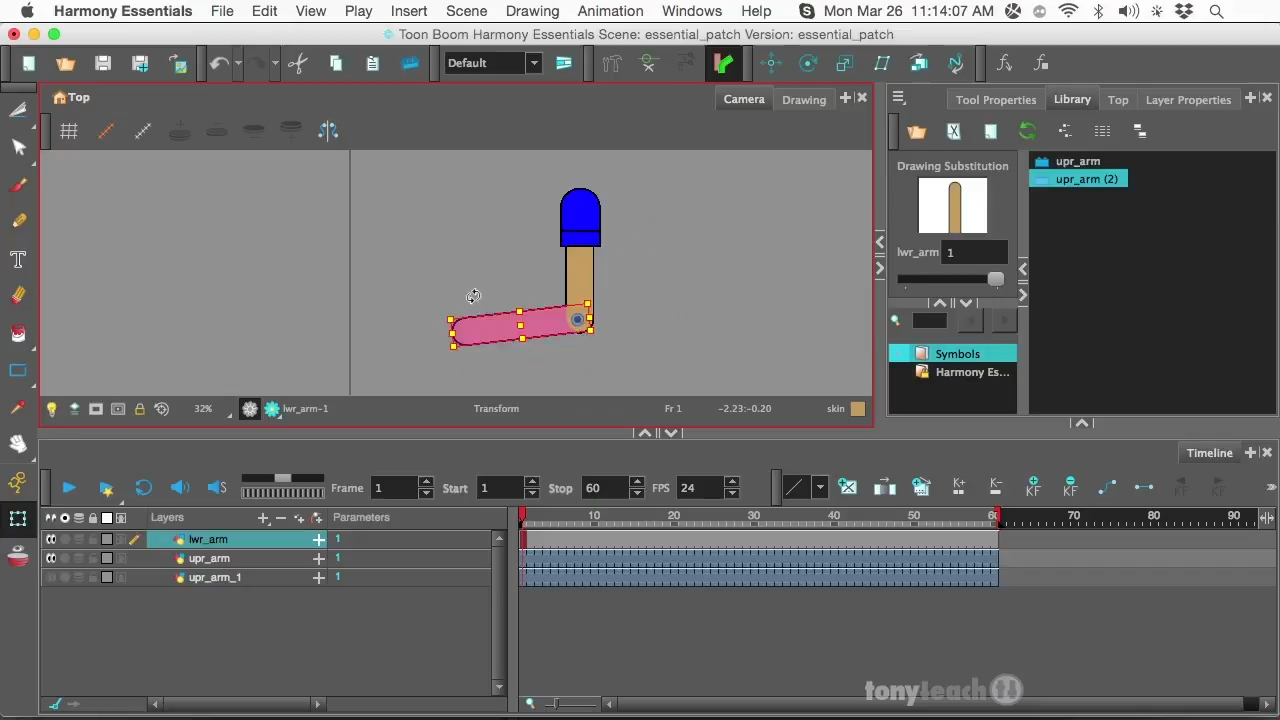 Harmony Essentials File Edit View Play Insert Scene Drawing Animation Windows Help Mon Mar 26 11:14:07 AM
Toon Boom Harmony Essentials Scene: essential_patch Version: essential_patch
Default
Top Camera Drawing
Tool Properties Library Top Layer Properties
Drawing Substitution
upr_arm
upr_arm (2)
lwr_arm 1
Symbols
Harmony Es...
32% lwr_arm-1 Transform Fr 1 -2.23:-0.20 skin
Timeline
Frame 1 Start 1 Stop 60 FPS 24
KF KF
Layers Parameters 10 20 30 40 50 60 70 80 90
lwr_arm 1
upr_arm 1
upr_arm_1 1
tonyteach